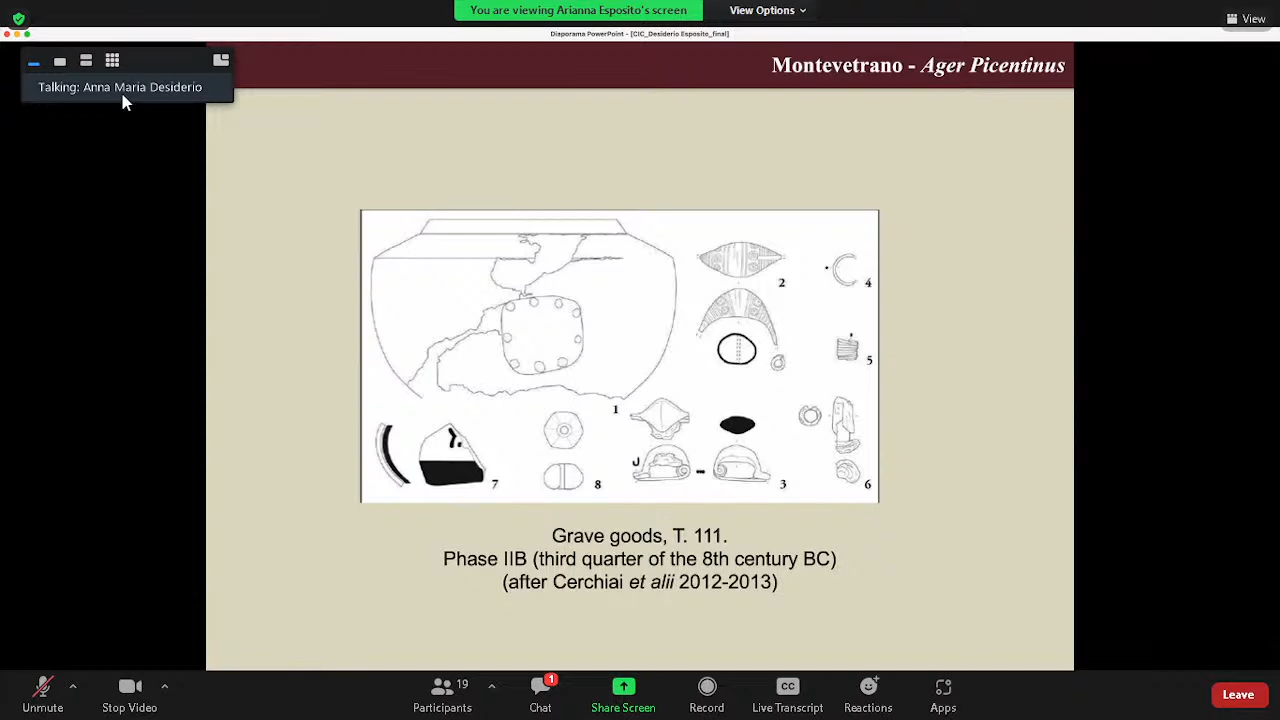 You are viewing Arianna Esposito's screen
View Options
View
Diaporama PowerPoint - [CIC_Desiderio Esposito_final]
Talking: Anna Maria Desiderio
Montevetrano - Ager Picentinus
2
4
5
1
7
8
3
6
Grave goods, T. 111.
Phase IIB (third quarter of the 8th century BC)
(after Cerchiai et alii 2012-2013)
Unmute
Stop Video
19
Participants
1
Chat
Share Screen
Record
CC
Live Transcript
Reactions
Apps
Leave